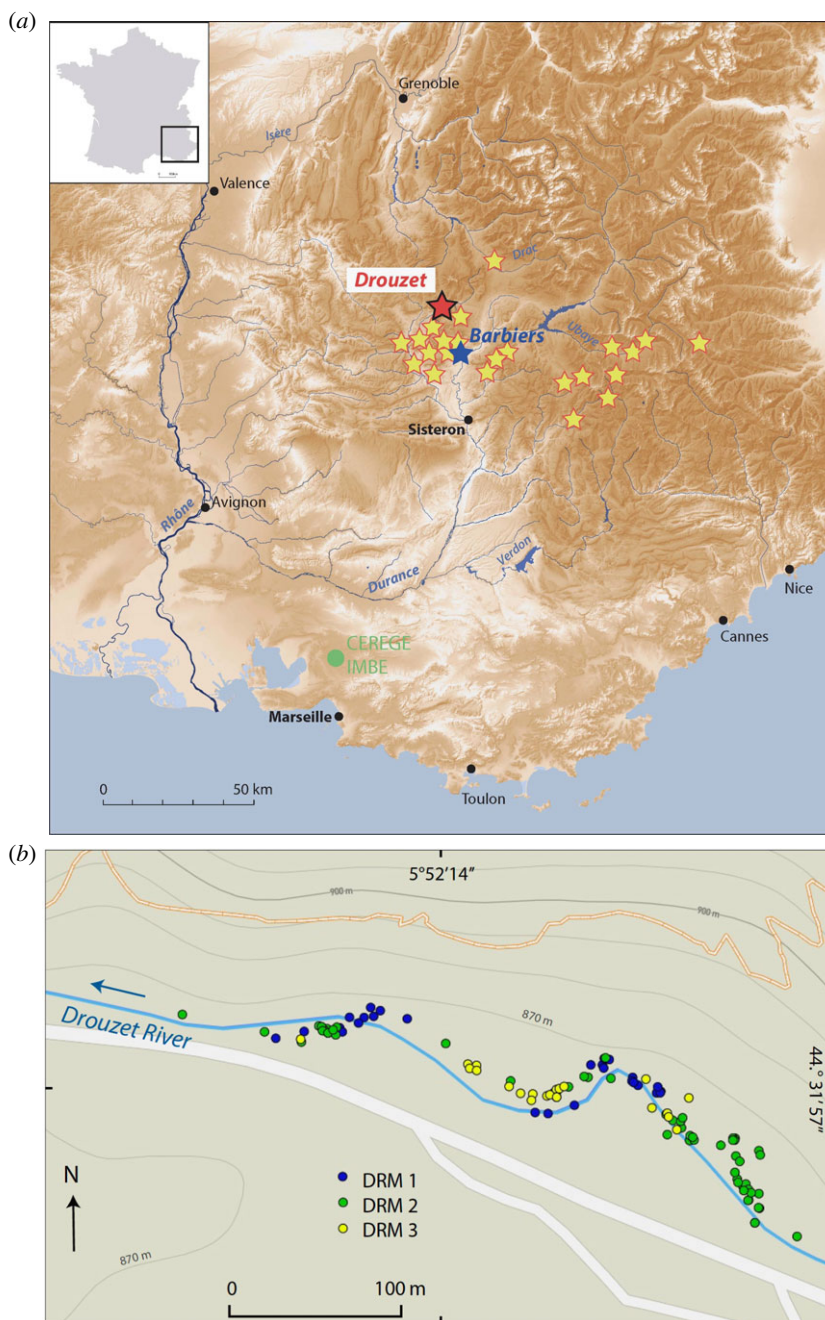 (a)
Grenoble
Isère
Valence
Drac
Drouzet
Barbiers
Ubaye
Sisteron
Avignon
Rhône
Verdon
Durance
Nice
Cannes
CEREGE
IMBE
Marseille
0 50 km
Toulon
(b)
5°52'14"
900 m
900 m
870 m
Drouzet River
44.° 31'57"
N
DRM 1
DRM 2
DRM 3
870 m
0 100 m